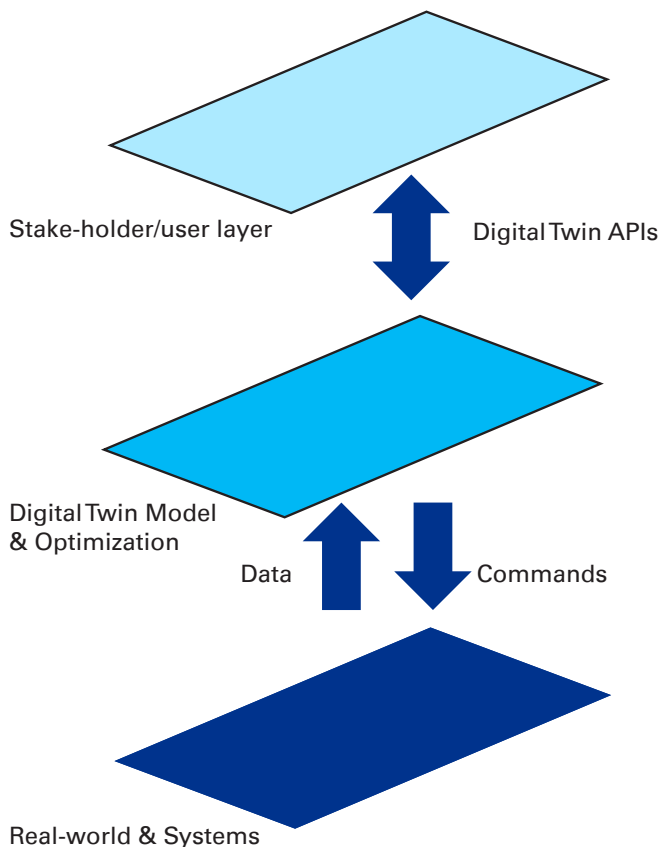 Stake-holder/user layer
Digital Twin APIs
Digital Twin Model
& Optimization
Data
Commands
Real-world & Systems